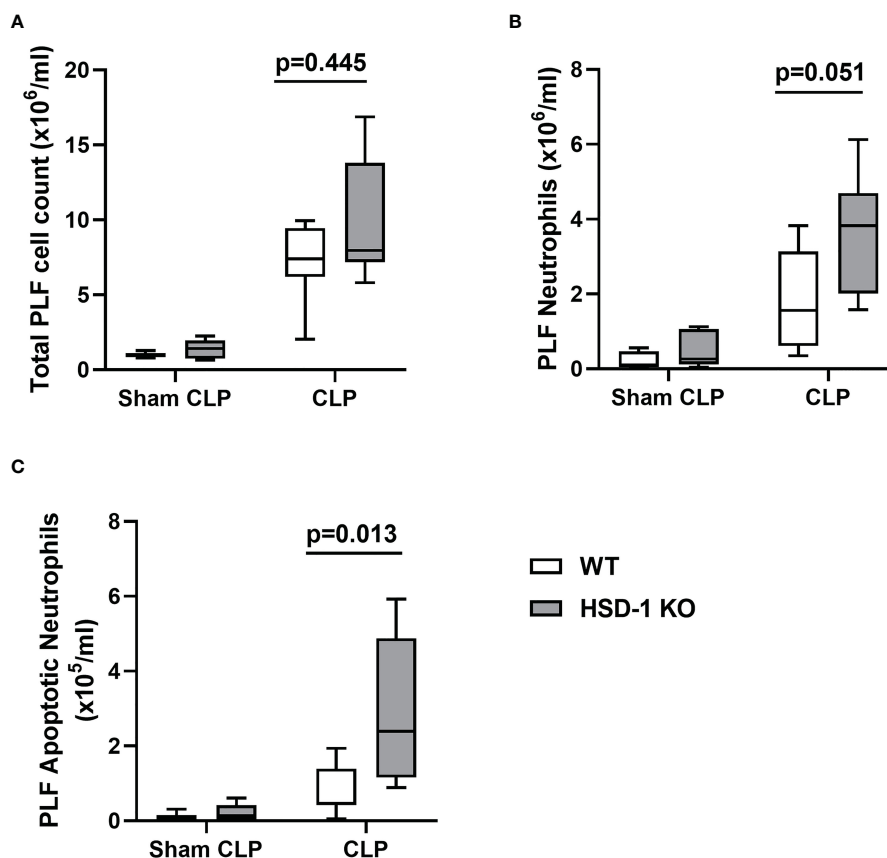 A
Total PLF cell count (x10⁶/ml)
20
15
10
5
0
p=0.445
Sham CLP
CLP
B
PLF Neutrophils (x10⁶/ml)
8
6
4
2
0
p=0.051
Sham CLP
CLP
C
PLF Apoptotic Neutrophils
(x10⁵/ml)
8
6
4
2
0
p=0.013
Sham CLP
CLP
WT
HSD-1 KO